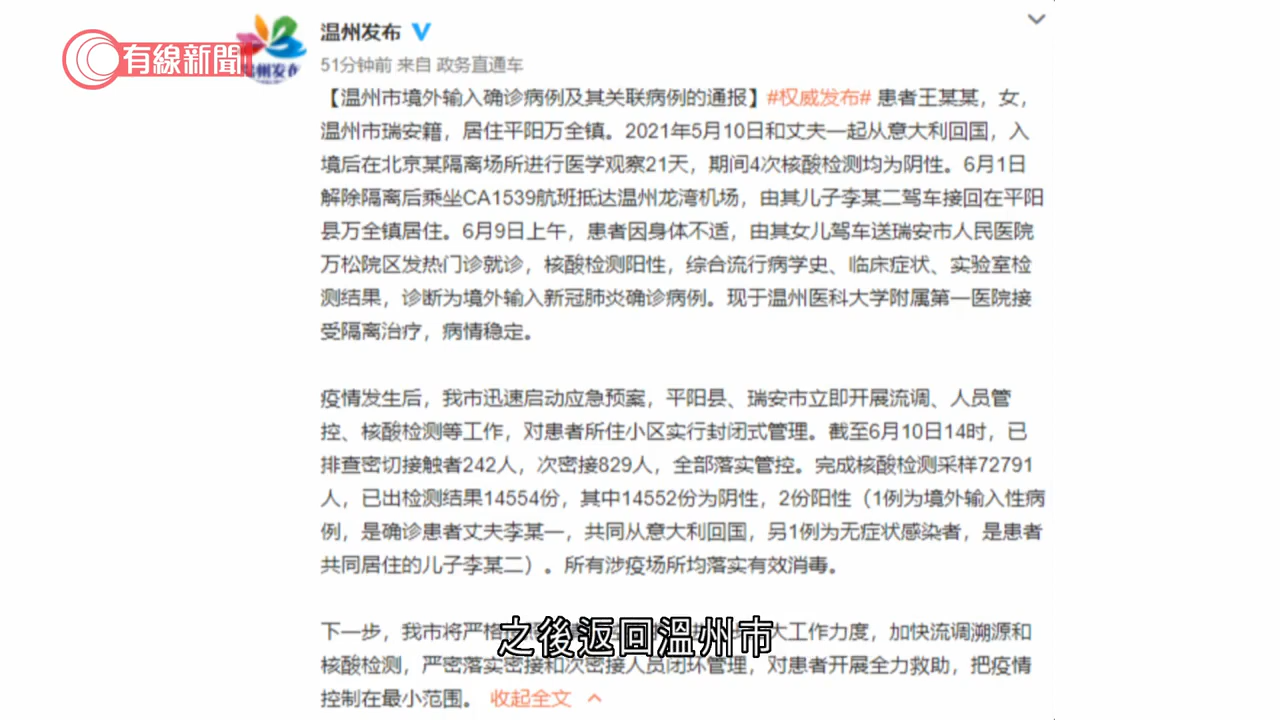 有線新聞
温州发布
温州发布
51分钟前 来自 政务直通车
【温州市境外输入确诊病例及其关联病例的通报】#权威发布# 患者王某某，女，
温州市瑞安籍，居住平阳万全镇。2021年5月10日和丈夫一起从意大利回国，入
境后在北京某隔离场所进行医学观察21天，期间4次核酸检测均为阴性。6月1日
解除隔离后乘坐CA1539航班抵达温州龙湾机场，由其儿子李某二驾车接回在平阳
县万全镇居住。6月9日上午，患者因身体不适，由其女儿驾车送瑞安市人民医院
万松院区发热门诊就诊，核酸检测阳性，综合流行病学史、临床症状、实验室检
测结果，诊断为境外输入新冠肺炎确诊病例。现于温州医科大学附属第一医院接
受隔离治疗，病情稳定。
疫情发生后，我市迅速启动应急预案，平阳县、瑞安市立即开展流调、人员管
控、核酸检测等工作，对患者所住小区实行封闭式管理。截至6月10日14时，已
排查密切接触者242人，次密接829人，全部落实管控。完成核酸检测采样72791
人，已出检测结果14554份，其中14552份为阴性，2份阳性（1例为境外输入性病
例，是确诊患者丈夫李某一，共同从意大利回国，另1例为无症状感染者，是患者
共同居住的儿子李某二）。所有涉疫场所均落实有效消毒。
下一步，我市将严格 大工作力度，加快流调溯源和
之後返回溫州市
核酸检测，严密落实密接和次密接人员闭环管理，对患者开展全力救助，把疫情
控制在最小范围。 收起全文